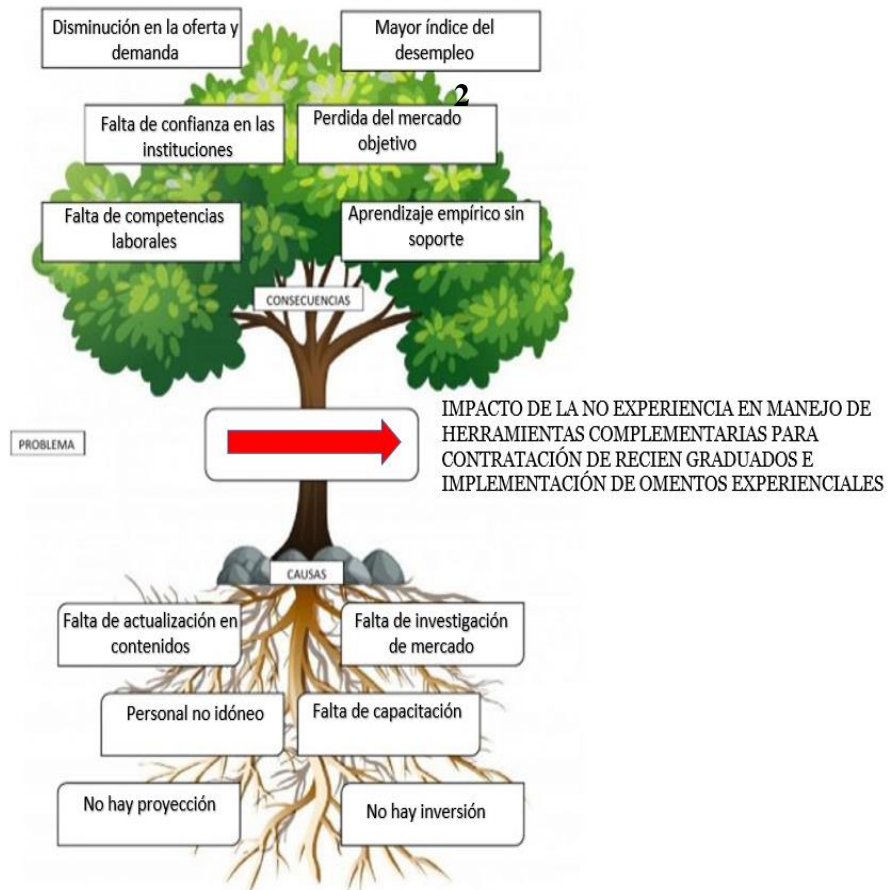 Disminución en la oferta y
demanda
Mayor índice del
desempleo
2
Falta de confianza en las
instituciones
Perdida del mercado
objetivo
Falta de competencias
laborales
Aprendizaje empírico sin
soporte
CONSECUENCIAS
PROBLEMA
IMPACTO DE LA NO EXPERIENCIA EN MANEJO DE
HERRAMIENTAS COMPLEMENTARIAS PARA
CONTRATACIÓN DE RECIEN GRADUADOS E
IMPLEMENTACIÓN DE OMENTOS EXPERIENCIALES
CAUSAS
Falta de actualización en
contenidos
Falta de investigación
de mercado
Personal no idóneo
Falta de capacitación
No hay proyección
No hay inversión